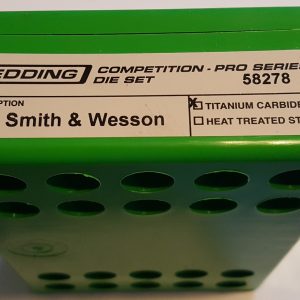 EDDING COMPETITION - PRO SERIES
DIE SET 58278
PTION
Smith & Wesson
TITANIUM CARBIDE
HEAT TREATED ST